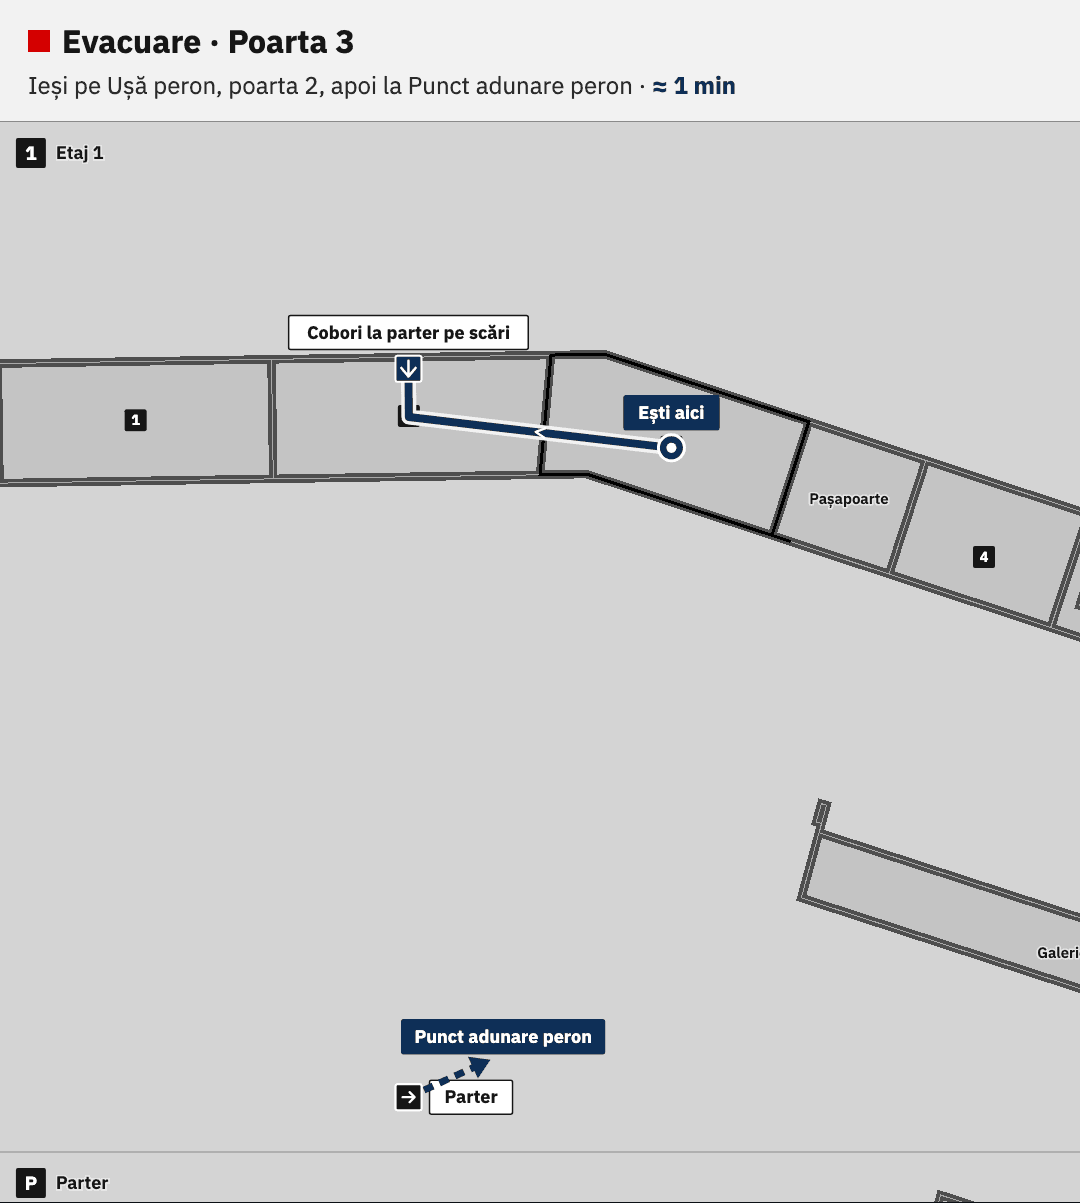 Evacuare · Poarta 3
Ieși pe Ușă peron, poarta 2, apoi la Punct adunare peron · ≈ 1 min
1 Etaj 1
Cobori la parter pe scări
Ești aici
1
Pașapoarte
4
Galeri
Punct adunare peron
Parter
P Parter